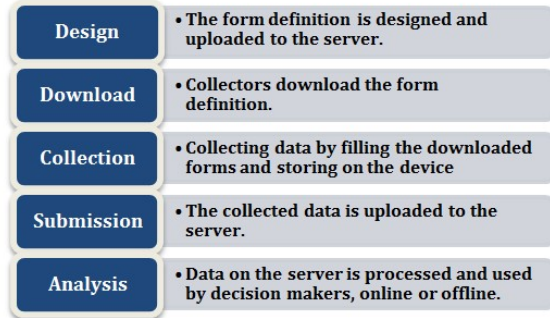 Design
• The form definition is designed and
uploaded to the server.
Download
• Collectors download the form
definition.
Collection
• Collecting data by filling the downloaded
forms and storing on the device
Submission
• The collected data is uploaded to the
server.
Analysis
• Data on the server is processed and used
by decision makers, online or offline.